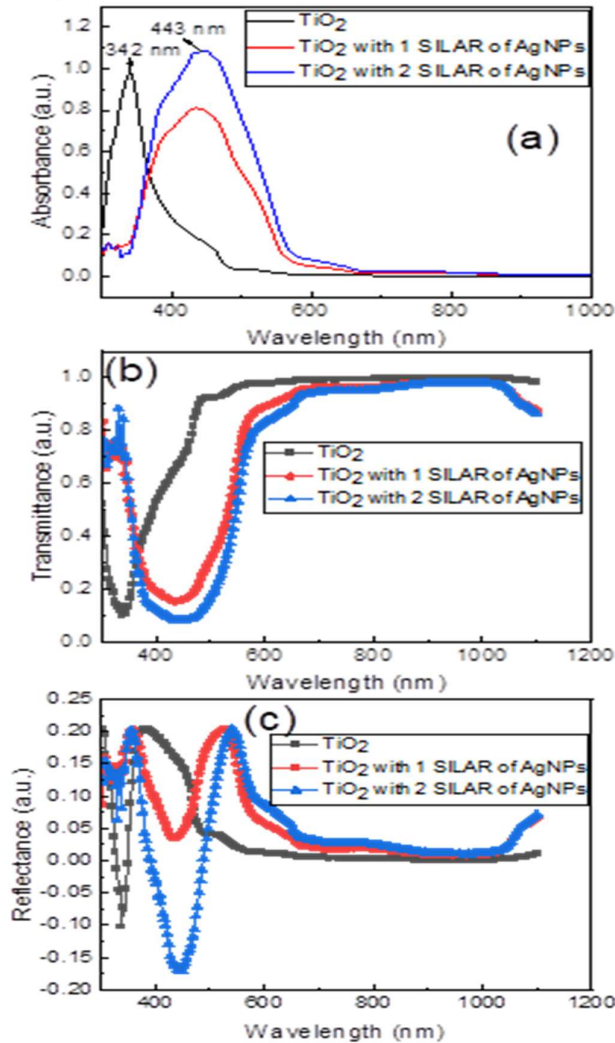 443 nm
342 nm
TiO2
TiO2 with 1 SILAR of AgNPs
TiO2 with 2 SILAR of AgNPs
(a)
Absorbance (a.u.)
1.2
1.0
0.8
0.6
0.4
0.2
0.0
400 600 800 1000
Wavelength (nm)
(b)
Transmittance (a.u.)
1.0
0.8
0.6
0.4
0.2
0.0
TiO2
TiO2 with 1 SILAR of AgNPs
TiO2 with 2 SILAR of AgNPs
400 600 800 1000 1200
Wavelength (nm)
(c)
Reflectance (a.u.)
0.25
0.20
0.15
0.10
0.05
0.00
-0.05
-0.10
-0.15
-0.20
TiO2
TiO2 with 1 SILAR of AgNPs
TiO2 with 2 SILAR of AgNPs
400 600 800 1000 1200
Wavelength (nm)